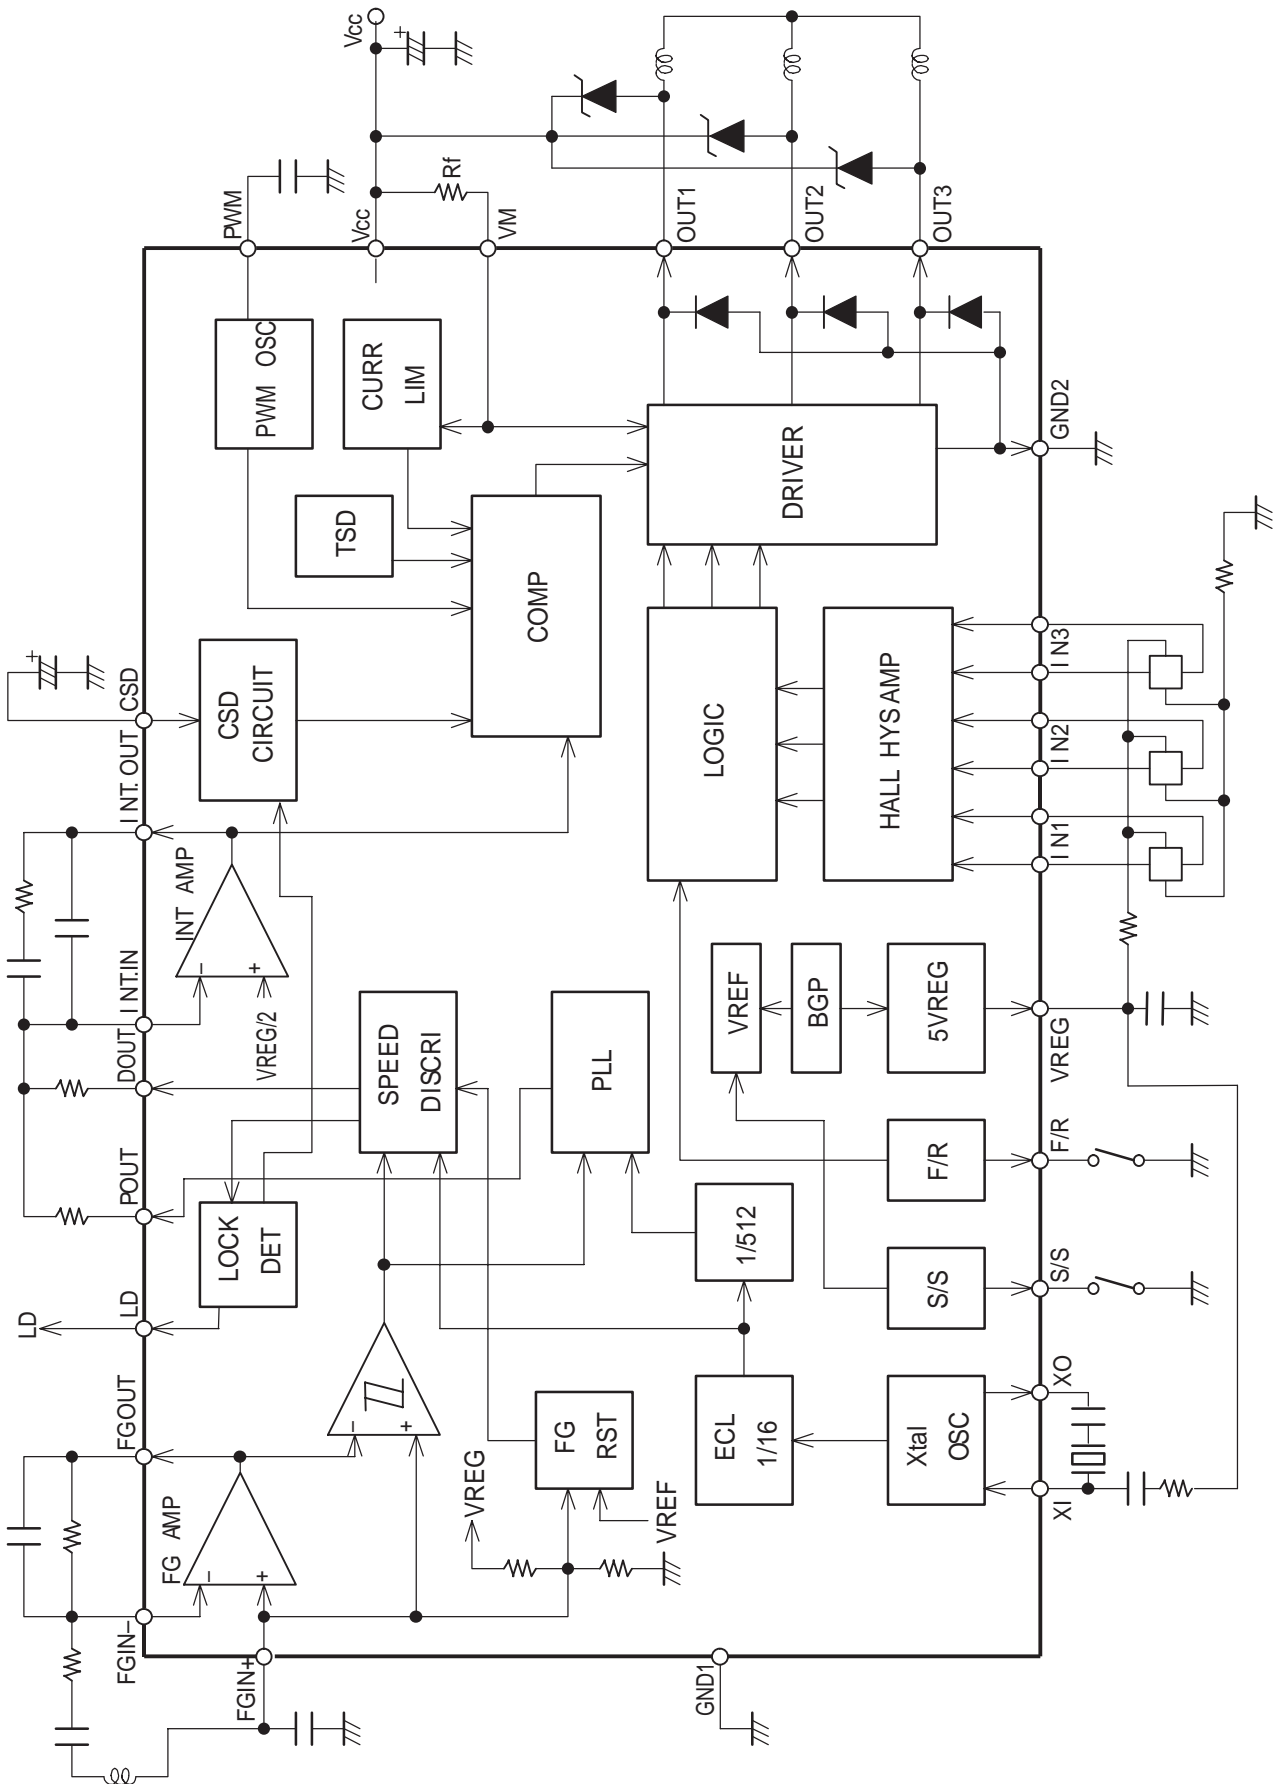 LD
FGIN−
FGOUT
LD
POUT
DOUT
INT.IN
INT.OUT
CSD
+
FG AMP
−
+
LOCK
DET
INT AMP
−
+
VREG/2
CSD
CIRCUIT
PWM OSC
PWM
FGIN+
−
+
SPEED
DISCRI
TSD
CURR
LIM
Vcc
Vcc
+
VREG
FG
RST
VREF
PLL
COMP
VM
Rf
GND1
ECL
1/16
1/512
VREF
BGP
LOGIC
DRIVER
OUT1
OUT2
OUT3
Xtal
OSC
S/S
F/R
5VREG
HALL HYS AMP
XI
XO
S/S
F/R
VREG
IN1
IN2
IN3
GND2